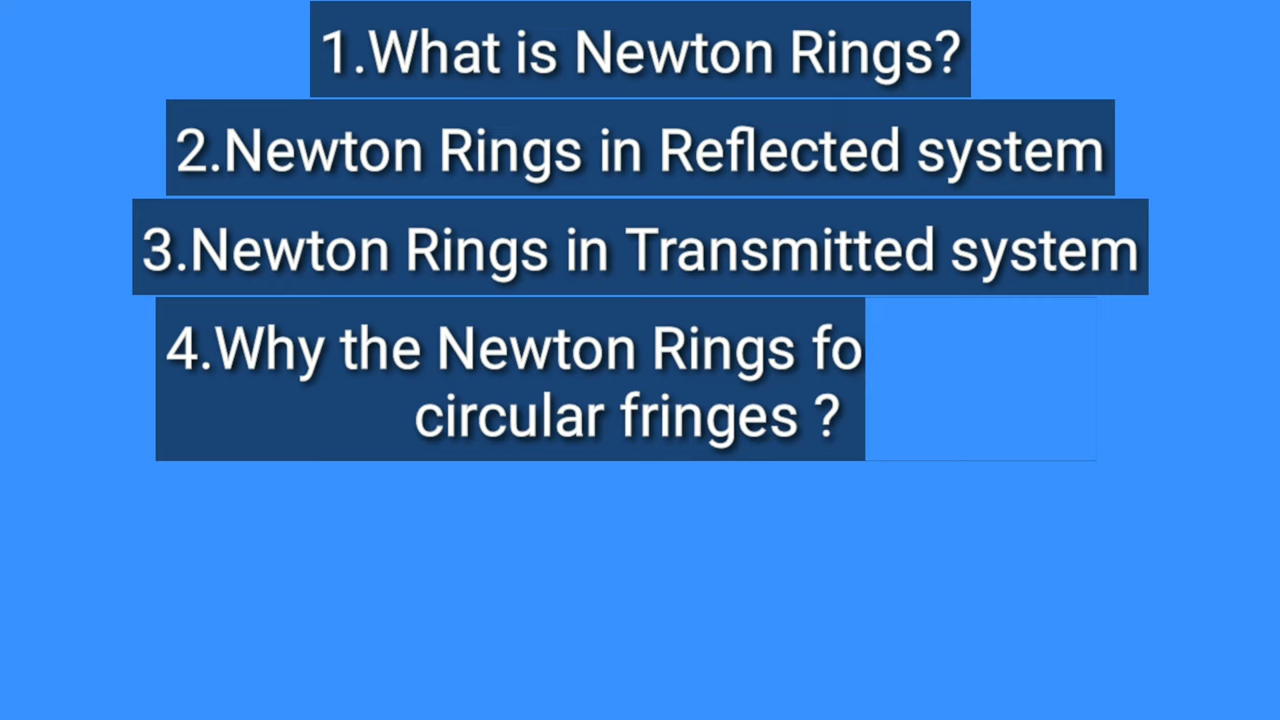 1.What is Newton Rings?
2.Newton Rings in Reflected system
3.Newton Rings in Transmitted system
4.Why the Newton Rings fo
circular fringes ?